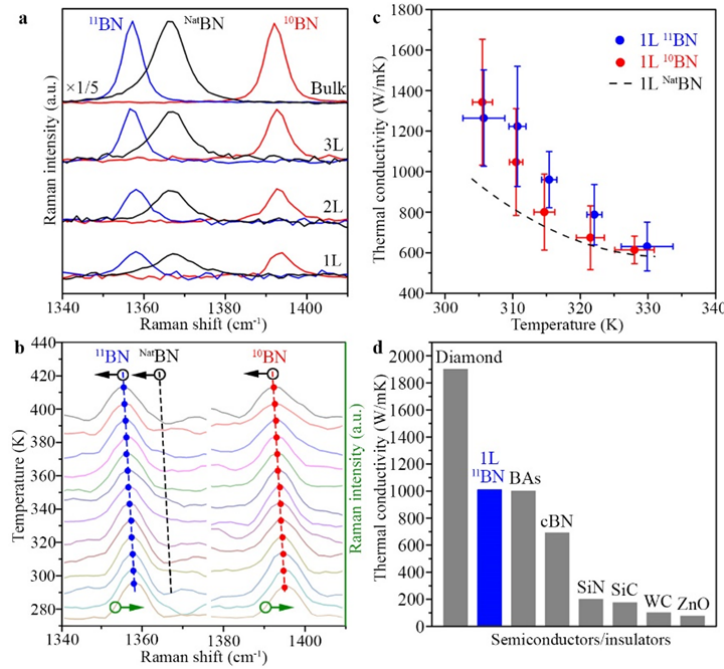 a
¹¹BN
ᴺᵃᵗBN
¹⁰BN
×1/5
Bulk
3L
2L
1L
Raman intensity (a.u.)
1340 1360 1380 1400
Raman shift (cm⁻¹)
b
¹¹BN
ᴺᵃᵗBN
¹⁰BN
440
420
400
380
360
340
320
300
280
Temperature (K)
Raman intensity (a.u.)
1340 1360 1380 1400
Raman shift (cm⁻¹)
c
1800
1600
1400
1200
1000
800
600
400
Thermal conductivity (W/mK)
1L ¹¹BN
1L ¹⁰BN
1L ᴺᵃᵗBN
300 310 320 330 340
Temperature (K)
d
2000
1800
1600
1400
1200
1000
800
600
400
200
0
Thermal conductivity (W/mK)
Diamond
1L
¹¹BN
BAs
cBN
SiN
SiC
WC
ZnO
Semiconductors/insulators